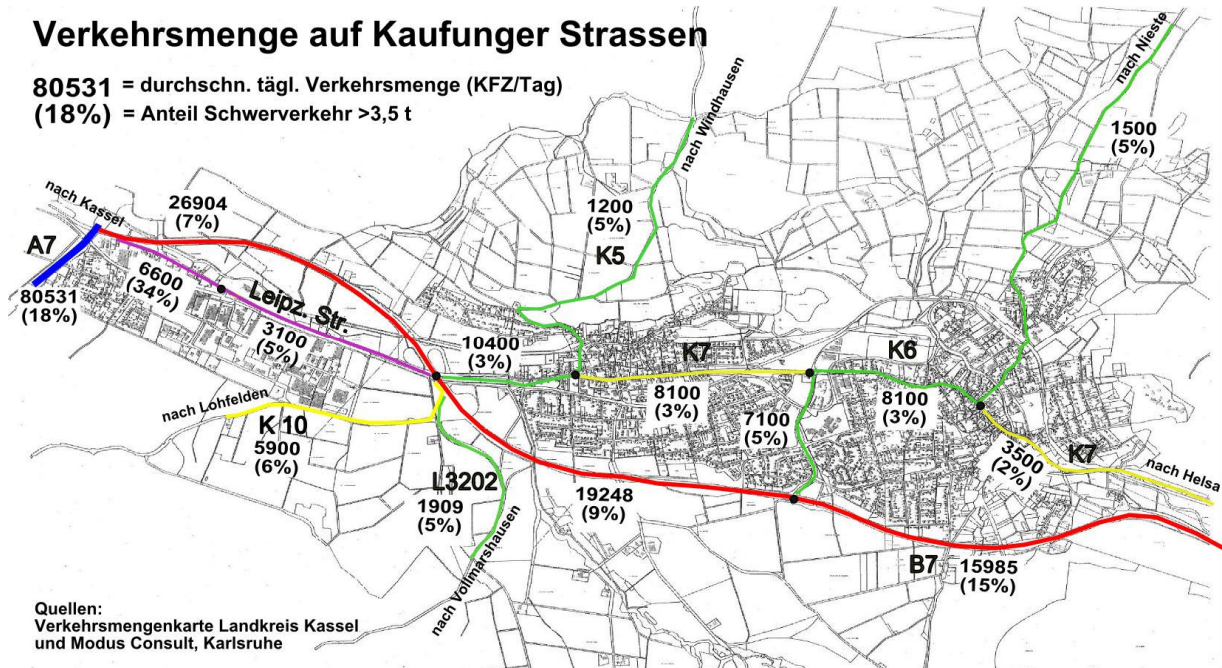 Verkehrsmenge auf Kaufunger Strassen
80531 = durchschn. tägl. Verkehrsmenge (KFZ/Tag)
(18%) = Anteil Schwerverkehr >3,5 t
nach Windhausen
nach Nieste
1500
(5%)
nach Kassel
26904
(7%)
1200
(5%)
K5
A7
80531
(18%)
6600
(34%)
Leipz. Str.
3100
(5%)
10400
(3%)
K7
K6
8100
(3%)
7100
(5%)
8100
(3%)
nach Lohfelden
K 10
5900
(6%)
3500
(2%)
K7
nach Helsa
L3202
1909
(5%)
19248
(9%)
nach Vollmarshausen
B7
15985
(15%)
Quellen:
Verkehrsmengenkarte Landkreis Kassel
und Modus Consult, Karlsruhe